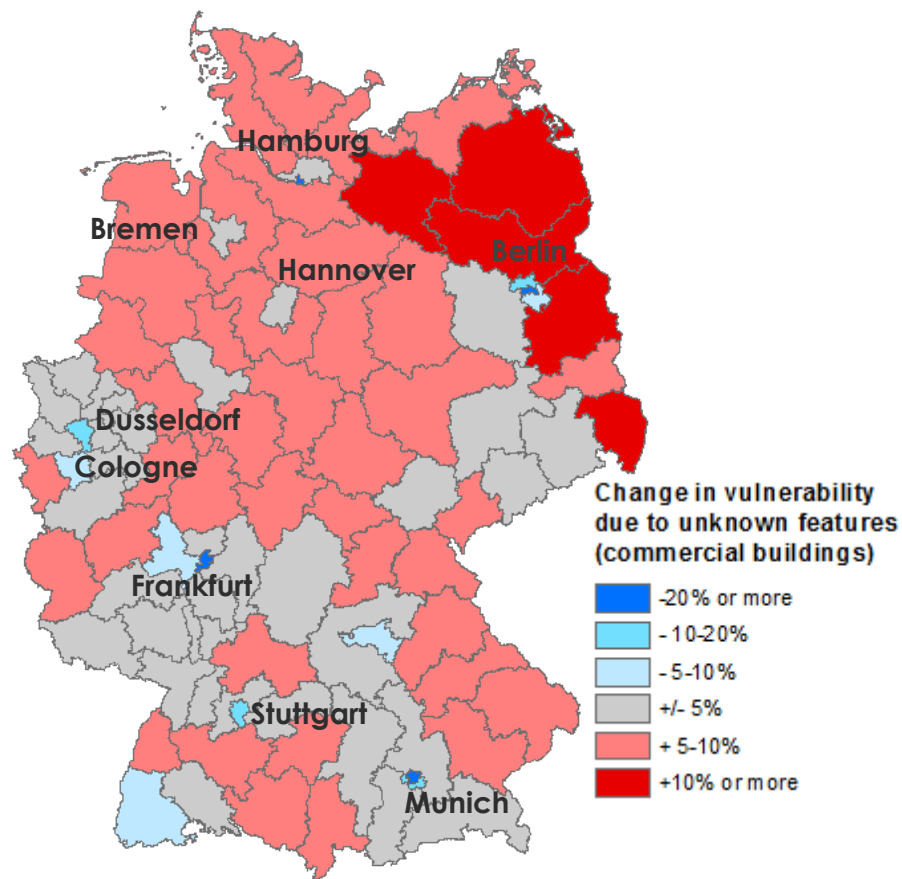 Hamburg
Bremen
Berlin
Hannover
Dusseldorf
Cologne
Frankfurt
Stuttgart
Munich
Change in vulnerability
due to unknown features
(commercial buildings)
-20% or more
- 10-20%
- 5-10%
+/- 5%
+ 5-10%
+10% or more